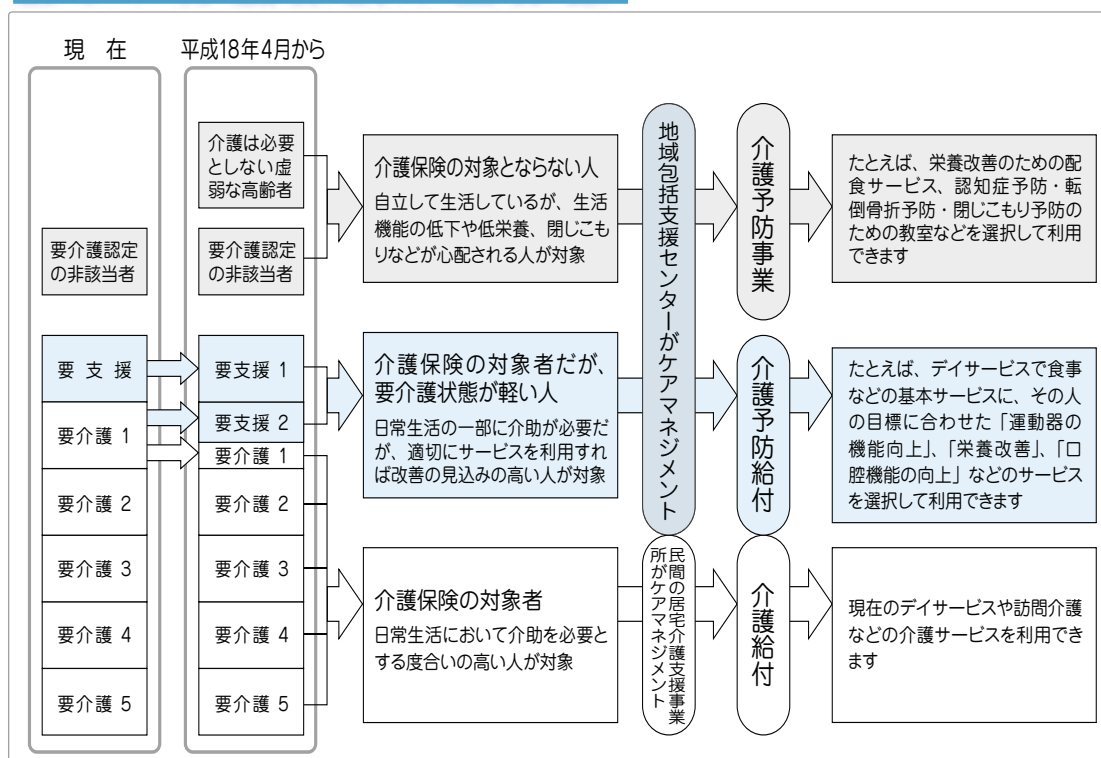 現　在
平成18年4月から
要介護認定
の非該当者
要 支 援
要介護 1
要介護 2
要介護 3
要介護 4
要介護 5
介護は必要
としない虚
弱な高齢者
要介護認定
の非該当者
要支援 1
要支援 2
要介護 1
要介護 2
要介護 3
要介護 4
要介護 5
介護保険の対象とならない人
自立して生活しているが、生活
機能の低下や低栄養、閉じこも
りなどが心配される人が対象
介護保険の対象者だが、
要介護状態が軽い人
日常生活の一部に介助が必要だ
が、適切にサービスを利用すれ
ば改善の見込みの高い人が対象
介護保険の対象者
日常生活において介助を必要と
する度合いの高い人が対象
地域包括支援センターがケアマネジメント
民間の居宅介護支援事業
所がケアマネジメント
介護予防事業
介護予防給付
介護給付
たとえば、栄養改善のための配
食サービス、認知症予防・転
倒骨折予防・閉じこもり予防の
ための教室などを選択して利用
できます
たとえば、デイサービスで食事
などの基本サービスに、その人
の目標に合わせた「運動器の
機能向上」、「栄養改善」、「口
腔機能の向上」などのサービス
を選択して利用できます
現在のデイサービスや訪問介護
などの介護サービスを利用でき
ます